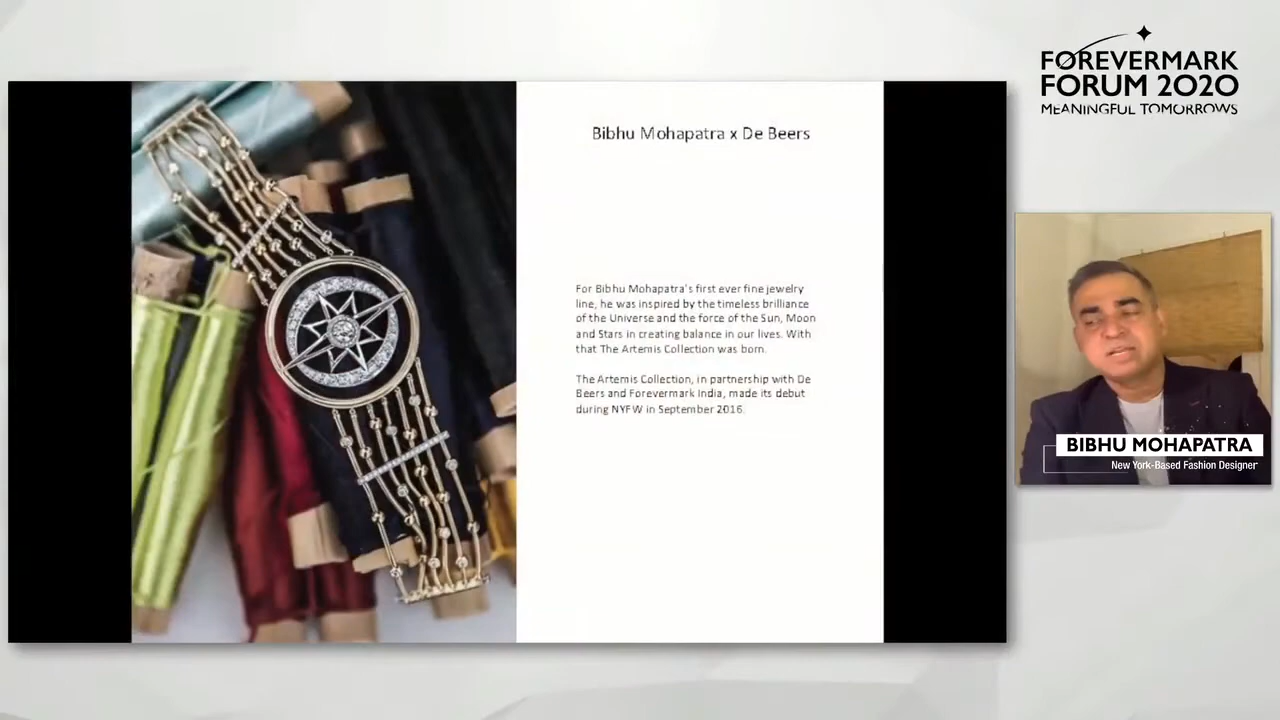 FOREVERMARK
FORUM 2020
MEANINGFUL TOMORROWS
Bibhu Mohapatra x De Beers
For Bibhu Mohapatra's first ever fine jewelry
line, he was inspired by the timeless brilliance
of the Universe and the force of the Sun, Moon
and Stars in creating balance in our lives. With
that The Artemis Collection was born.
The Artemis Collection, in partnership with De
Beers and Forevermark India, made its debut
during NYFW in September 2016.
BIBHU MOHAPATRA
New York-Based Fashion Designer